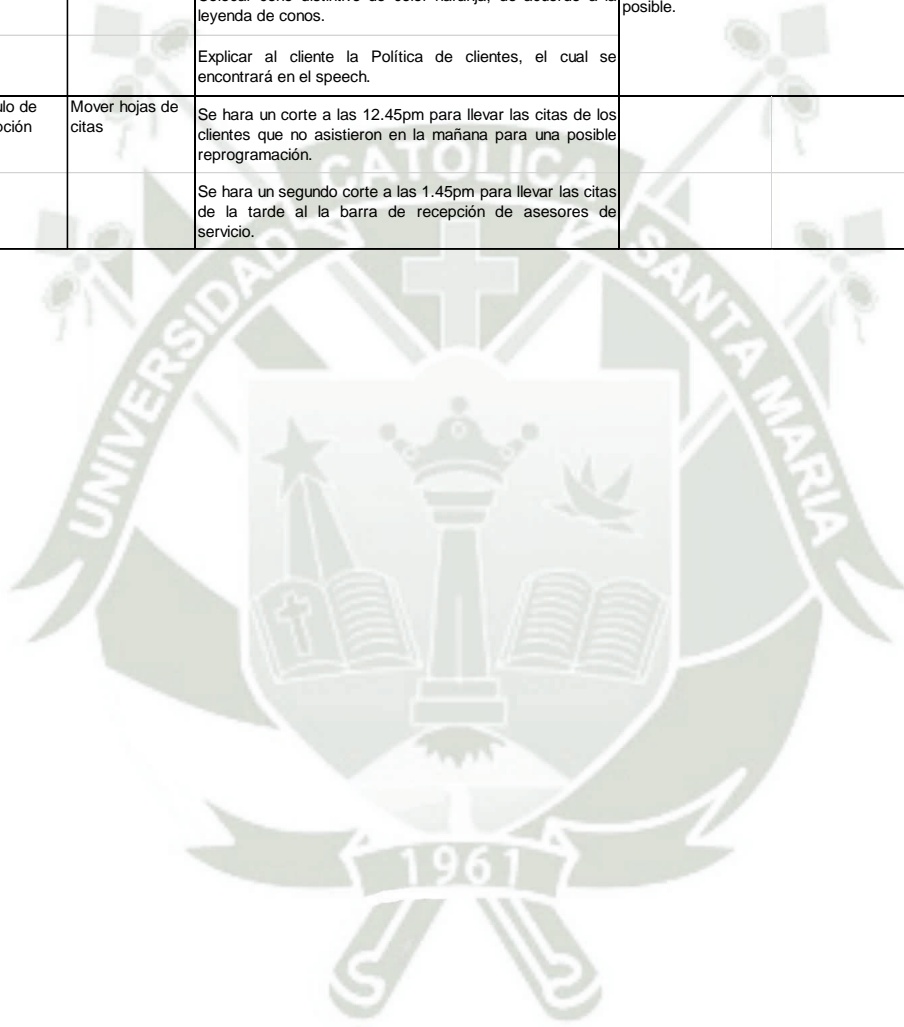 leyenda de conos.
posible.
Explicar al cliente la Política de clientes, el cual se
encontrará en el speech.
Mover hojas de
citas
Se hara un corte a las 12.45pm para llevar las citas de los
clientes que no asistieron en la mañana para una posible
reprogramación.
Se hara un segundo corte a las 1.45pm para llevar las citas
de la tarde al la barra de recepción de asesores de
servicio.
UNIVERSIDAD CATOLICA SANTA MARIA
1961